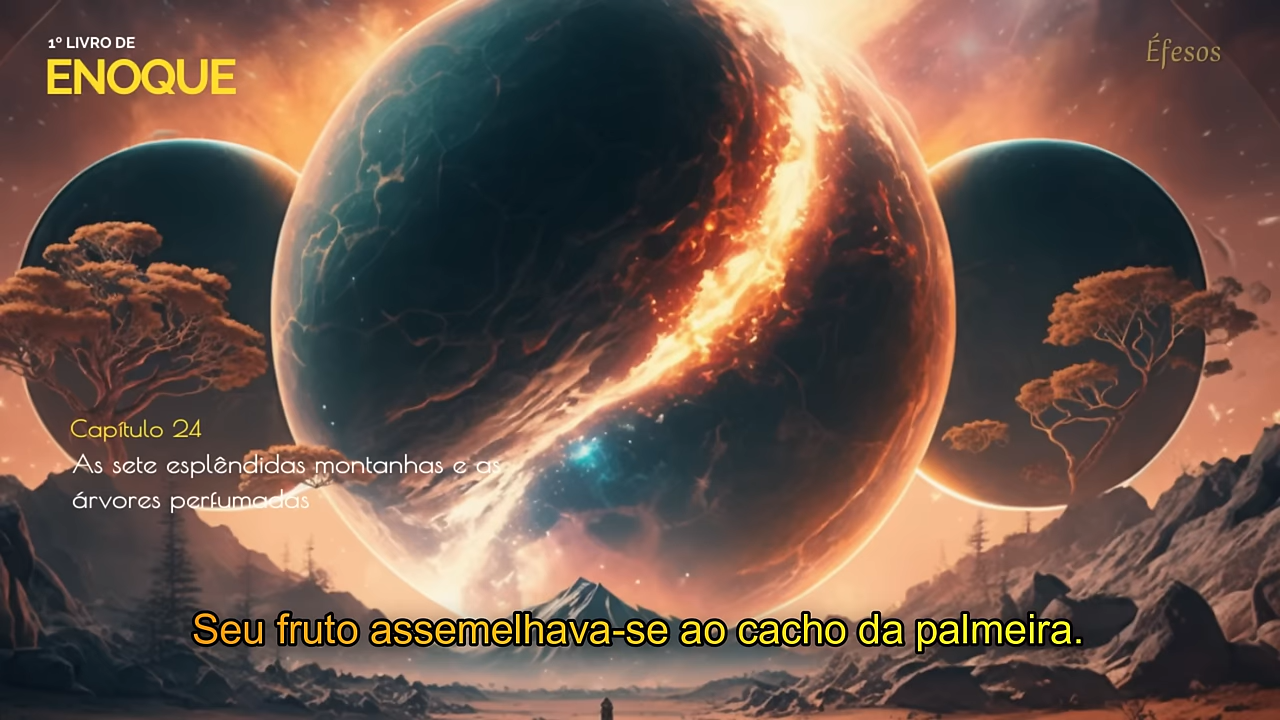 1º LIVRO DE
ENOQUE
Éfesos
Capítulo 24
As sete esplêndidas montanhas e as
árvores perfumadas
Seu fruto assemelhava-se ao cacho da palmeira.